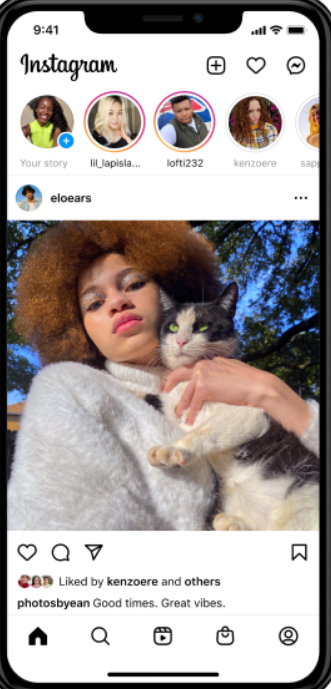 9:41
Instagram
Your story
lil_lapisla...
lofti232
kenzoere
sapp
eloears
Liked by kenzoere and others
photosbyean Good times. Great vibes.